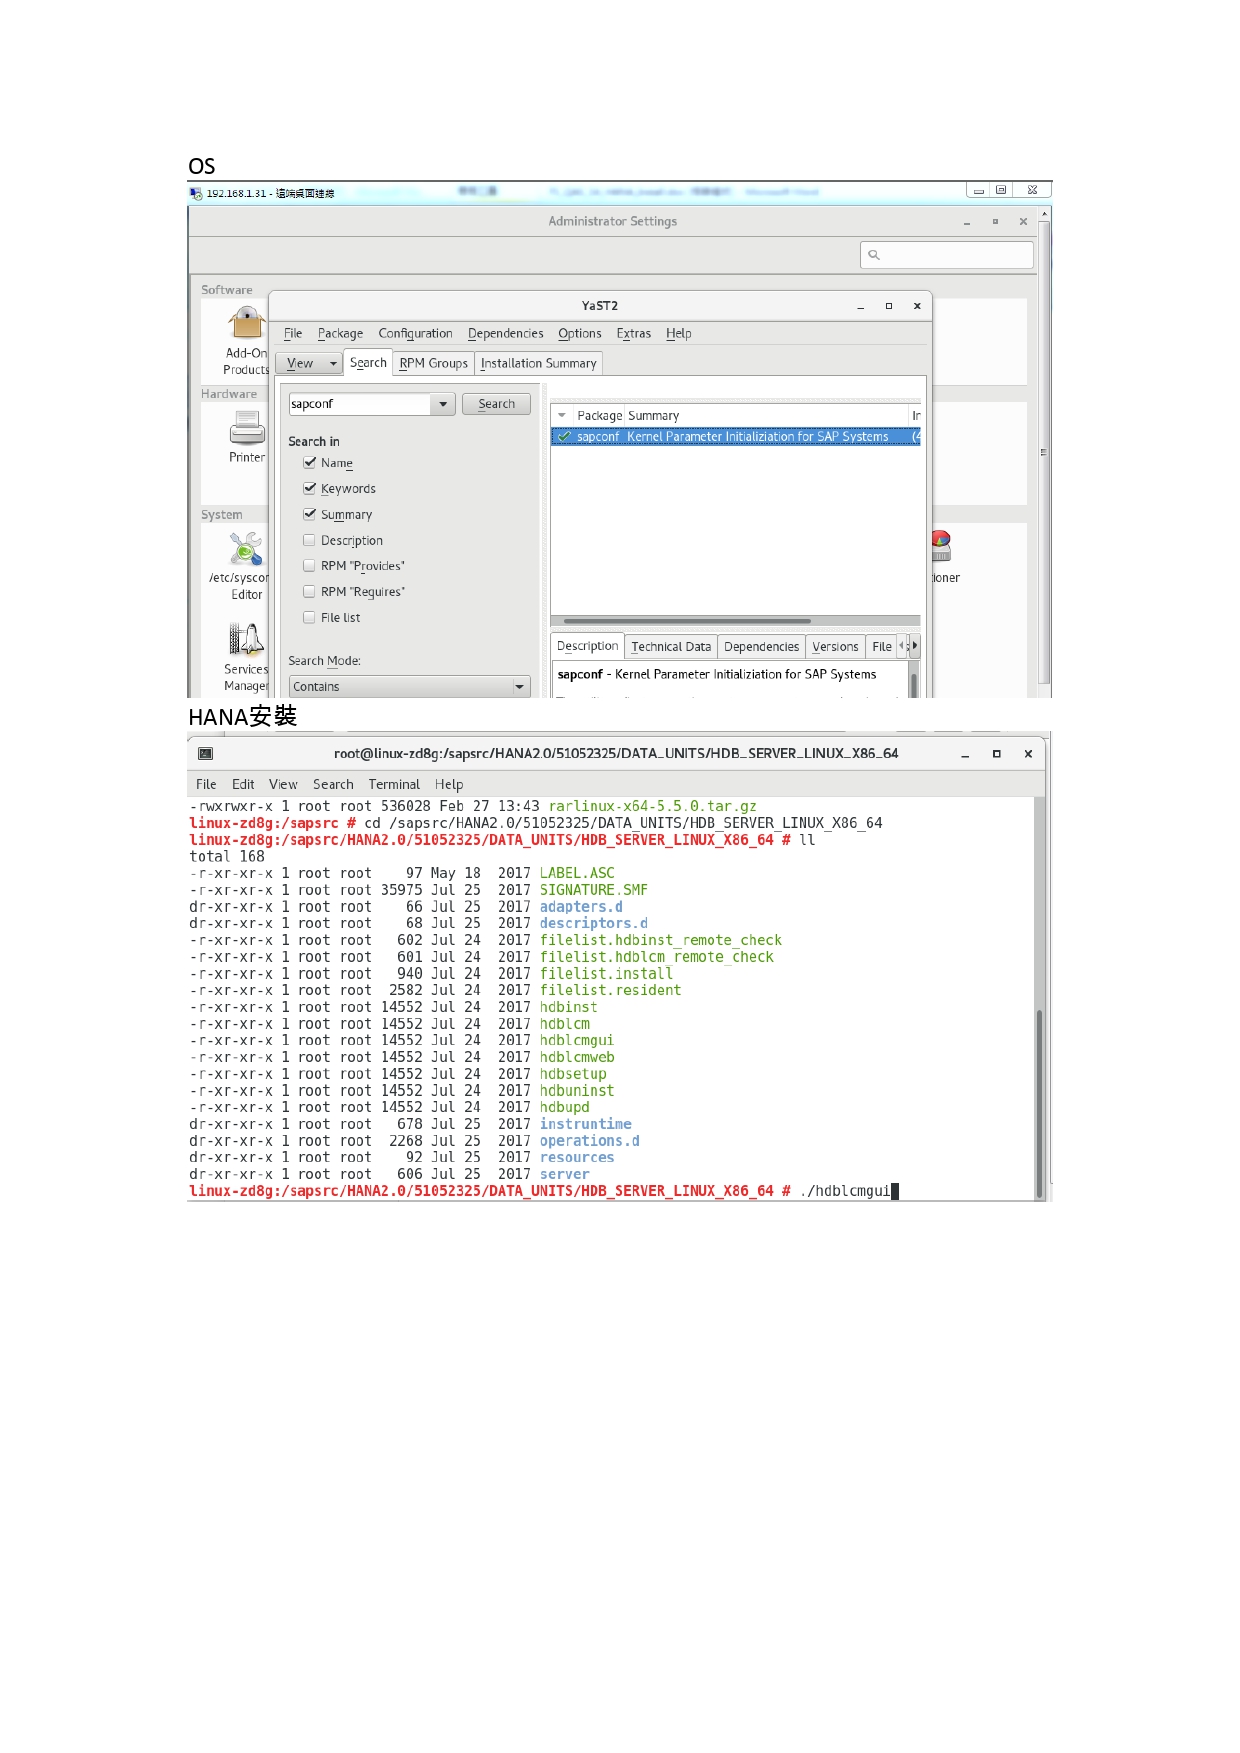 OS
192.168.1.31 - 遠端桌面連線
Administrator Settings
Software
YaST2
File Package Configuration Dependencies Options Extras Help
Add-On
Products
View Search RPM Groups Installation Summary
Hardware
sapconf Search
Package Summary In
Search in
sapconf Kernel Parameter Initializiation for SAP Systems (4
Printer
Name
Keywords
System
Summary
Description
RPM "Provides"
/etc/syscon
Editor
tioner
RPM "Requires"
File list
Description Technical Data Dependencies Versions File
Search Mode:
Services
Manager
sapconf - Kernel Parameter Initializiation for SAP Systems
Contains
HANA安裝
root@linux-zd8g:/sapsrc/HANA2.0/51052325/DATA_UNITS/HDB_SERVER_LINUX_X86_64
File Edit View Search Terminal Help
-rwxrwxr-x 1 root root 536028 Feb 27 13:43 rarlinux-x64-5.5.0.tar.gz
linux-zd8g:/sapsrc # cd /sapsrc/HANA2.0/51052325/DATA_UNITS/HDB_SERVER_LINUX_X86_64
linux-zd8g:/sapsrc/HANA2.0/51052325/DATA_UNITS/HDB_SERVER_LINUX_X86_64 # ll
total 168
-r-xr-xr-x 1 root root 97 May 18 2017 LABEL.ASC
-r-xr-xr-x 1 root root 35975 Jul 25 2017 SIGNATURE.SMF
dr-xr-xr-x 1 root root 66 Jul 25 2017 adapters.d
dr-xr-xr-x 1 root root 68 Jul 25 2017 descriptors.d
-r-xr-xr-x 1 root root 602 Jul 24 2017 filelist.hdbinst_remote_check
-r-xr-xr-x 1 root root 601 Jul 24 2017 filelist.hdblcm_remote_check
-r-xr-xr-x 1 root root 940 Jul 24 2017 filelist.install
-r-xr-xr-x 1 root root 2582 Jul 24 2017 filelist.resident
-r-xr-xr-x 1 root root 14552 Jul 24 2017 hdbinst
-r-xr-xr-x 1 root root 14552 Jul 24 2017 hdblcm
-r-xr-xr-x 1 root root 14552 Jul 24 2017 hdblcmgui
-r-xr-xr-x 1 root root 14552 Jul 24 2017 hdblcmweb
-r-xr-xr-x 1 root root 14552 Jul 24 2017 hdbsetup
-r-xr-xr-x 1 root root 14552 Jul 24 2017 hdbuninst
-r-xr-xr-x 1 root root 14552 Jul 24 2017 hdbupd
dr-xr-xr-x 1 root root 678 Jul 25 2017 instruntime
dr-xr-xr-x 1 root root 2268 Jul 25 2017 operations.d
dr-xr-xr-x 1 root root 92 Jul 25 2017 resources
dr-xr-xr-x 1 root root 606 Jul 25 2017 server
linux-zd8g:/sapsrc/HANA2.0/51052325/DATA_UNITS/HDB_SERVER_LINUX_X86_64 # ./hdblcmgui